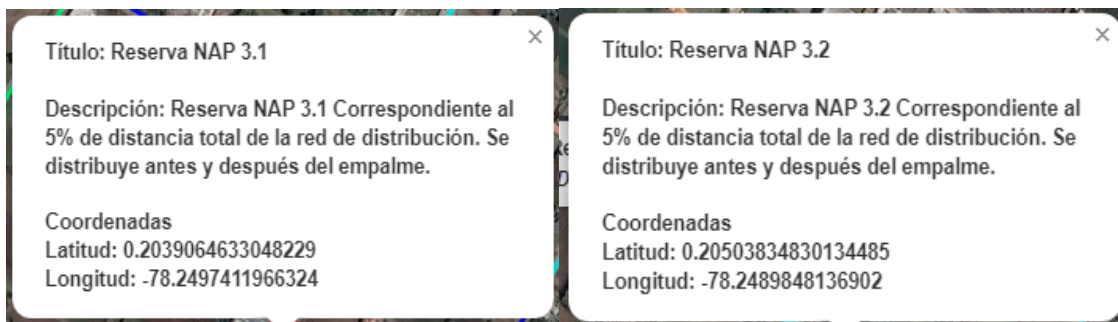 Título: Reserva NAP 3.1
Descripción: Reserva NAP 3.1 Correspondiente al
5% de distancia total de la red de distribución. Se
distribuye antes y después del empalme.
Coordenadas
Latitud: 0.2039064633048229
Longitud: -78.2497411966324
Título: Reserva NAP 3.2
Descripción: Reserva NAP 3.2 Correspondiente al
5% de distancia total de la red de distribución. Se
distribuye antes y después del empalme.
Coordenadas
Latitud: 0.20503834830134485
Longitud: -78.2489848136902